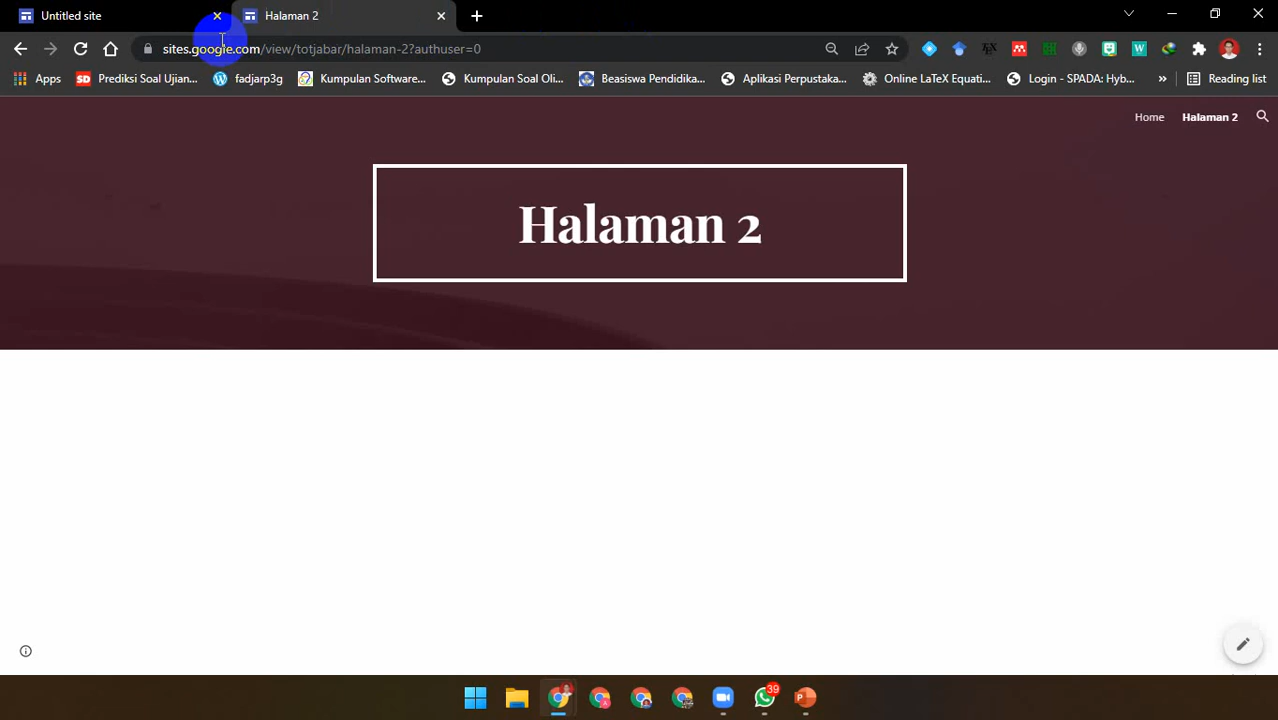 Untitled site
Halaman 2
sites.google.com/view/totjabar/halaman-2?authuser=0
Apps
SD
Prediksi Soal Ujian...
fadjarp3g
Kumpulan Software...
Kumpulan Soal Oli...
Beasiswa Pendidika...
Aplikasi Perpustaka...
Online LaTeX Equati...
Login - SPADA: Hyb...
»
Reading list
Home
Halaman 2
Halaman 2
39